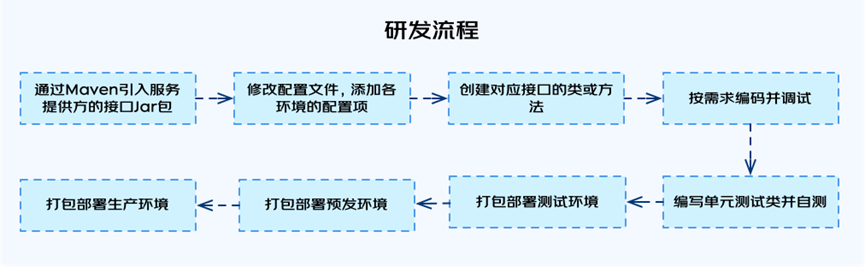 研发流程
通过Maven引入服务
提供方的接口Jar包
修改配置文件，添加各
环境的配置项
创建对应接口的类或方
法
按需求编码并调试
编写单元测试类并自测
打包部署测试环境
打包部署预发环境
打包部署生产环境